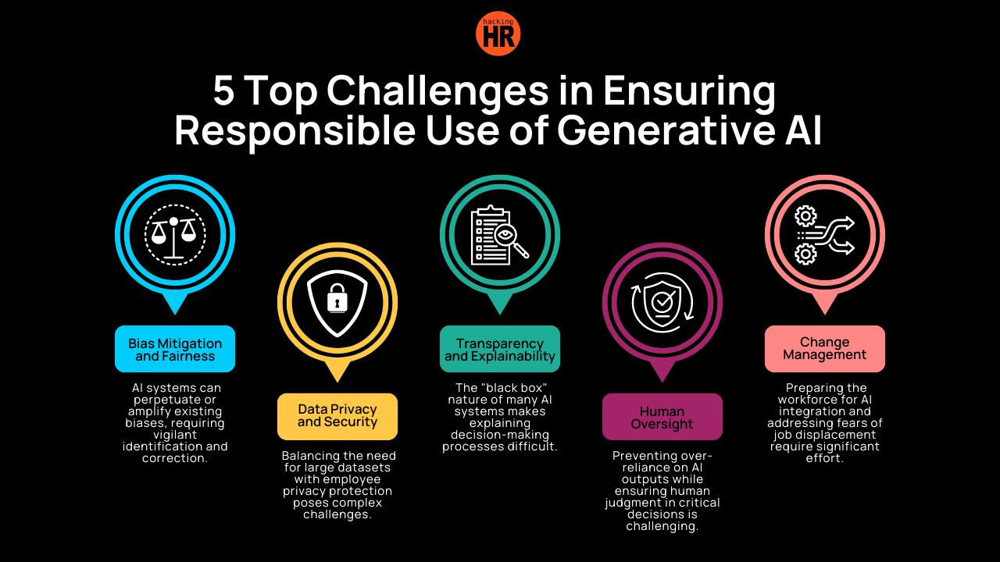 hacking
HR
5 Top Challenges in Ensuring
Responsible Use of Generative AI
Bias Mitigation
and Fairness
AI systems can
perpetuate or
amplify existing
biases, requiring
vigilant
identification and
correction.
Data Privacy
and Security
Balancing the need
for large datasets
with employee
privacy protection
poses complex
challenges.
Transparency
and Explainability
The "black box"
nature of many AI
systems makes
explaining
decision-making
processes difficult.
Human
Oversight
Preventing over-
reliance on AI
outputs while
ensuring human
judgment in critical
decisions is
challenging.
Change
Management
Preparing the
workforce for AI
integration and
addressing fears of
job displacement
require significant
effort.